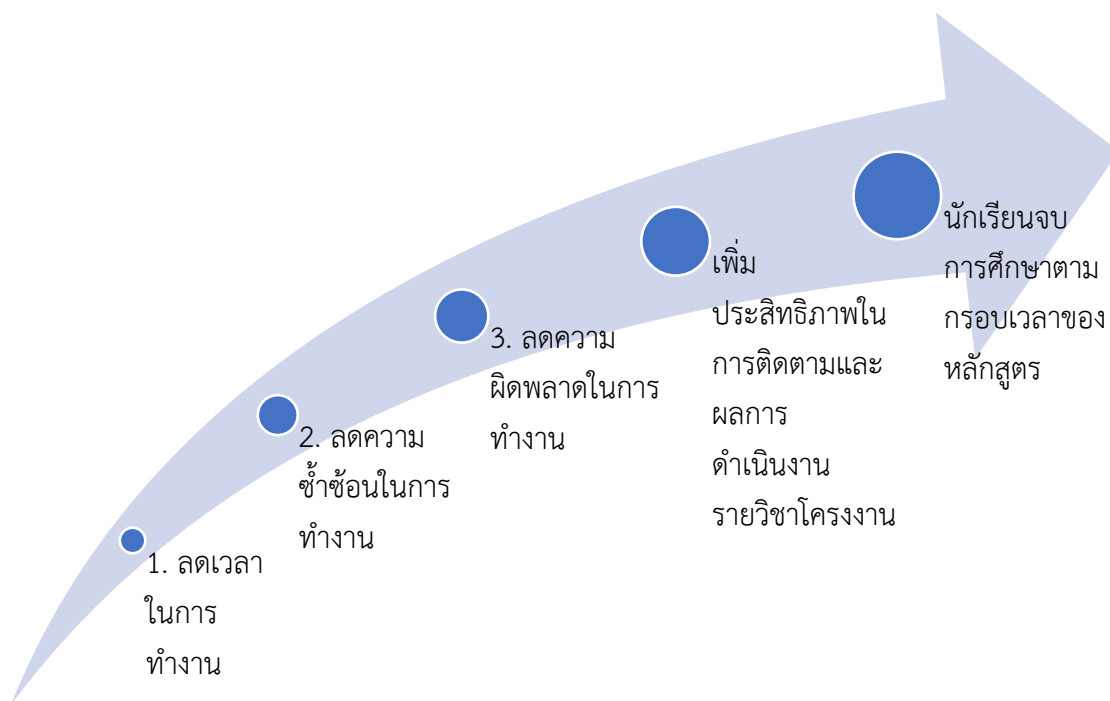 1. ลดเวลา
ในการ
ทำงาน
2. ลดความ
ซ้ำซ้อนในการ
ทำงาน
3. ลดความ
ผิดพลาดในการ
ทำงาน
เพิ่ม
ประสิทธิภาพใน
การติดตามและ
ผลการ
ดำเนินงาน
รายวิชาโครงงาน
นักเรียนจบ
การศึกษาตาม
กรอบเวลาของ
หลักสูตร